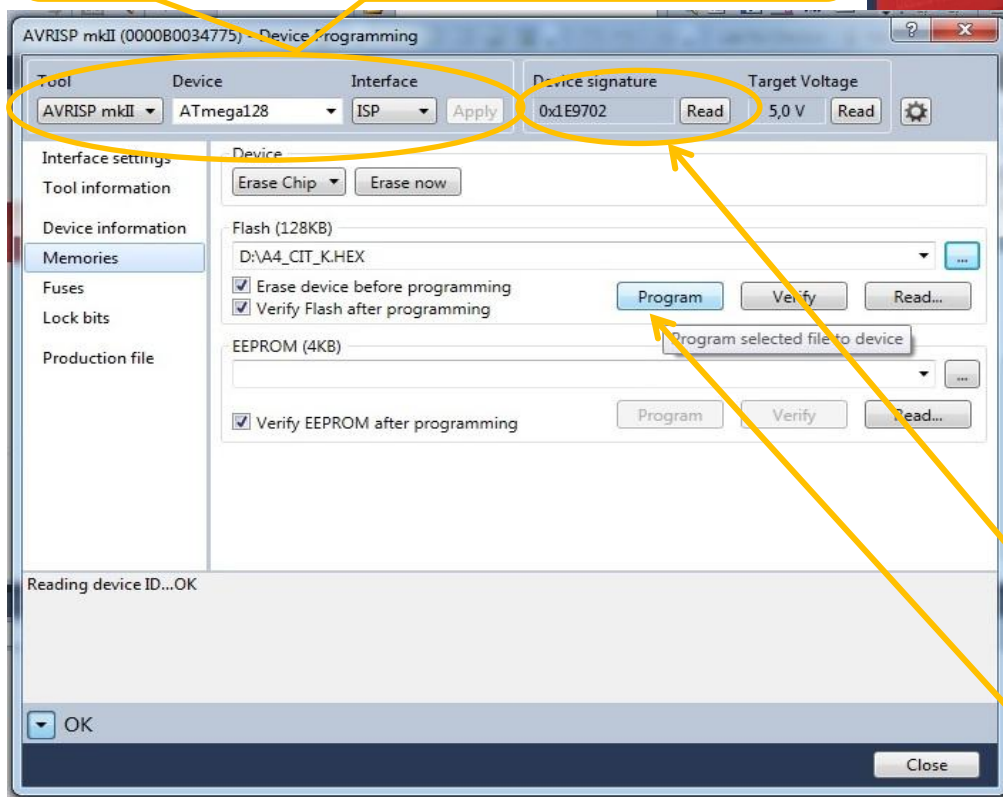 AVRISP mkII (0000B0034775) - Device Programming
Tool Device Interface Device signature Target Voltage
AVRISP mkII ATmega128 ISP Apply 0x1E9702 Read 5,0 V Read
Interface settings
Tool information
Device information
Memories
Fuses
Lock bits
Production file
Device
Erase Chip Erase now
Flash (128KB)
D:\A4_CIT_K.HEX ...
Erase device before programming
Verify Flash after programming
Program Verify Read...
Program selected file to device
EEPROM (4KB)
...
Verify EEPROM after programming
Program Verify Read...
Reading device ID...OK
OK
Close